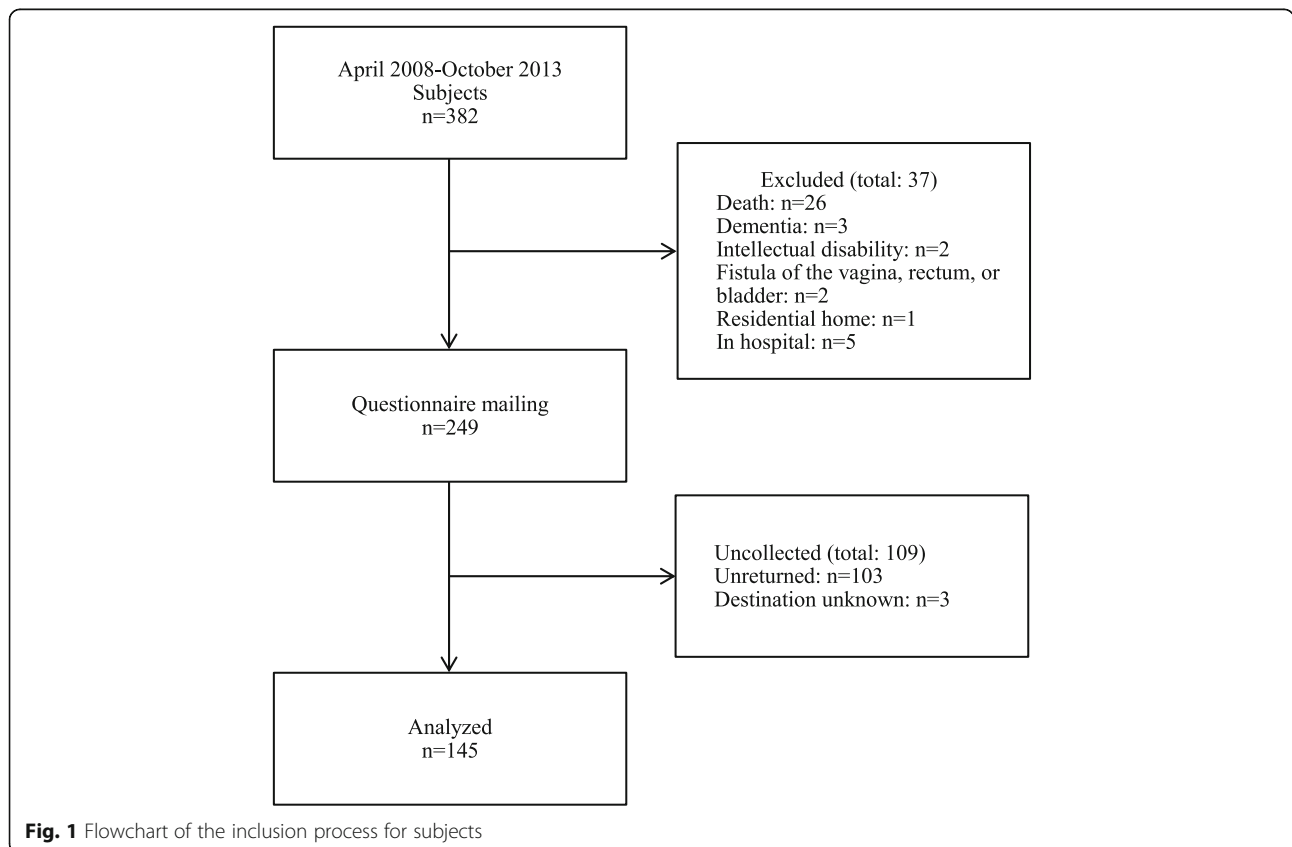 April 2008-October 2013
Subjects
n=382
Excluded (total: 37)
Death: n=26
Dementia: n=3
Intellectual disability: n=2
Fistula of the vagina, rectum, or
bladder: n=2
Residential home: n=1
In hospital: n=5
Questionnaire mailing
n=249
Uncollected (total: 109)
Unreturned: n=103
Destination unknown: n=3
Analyzed
n=145
Fig. 1 Flowchart of the inclusion process for subjects